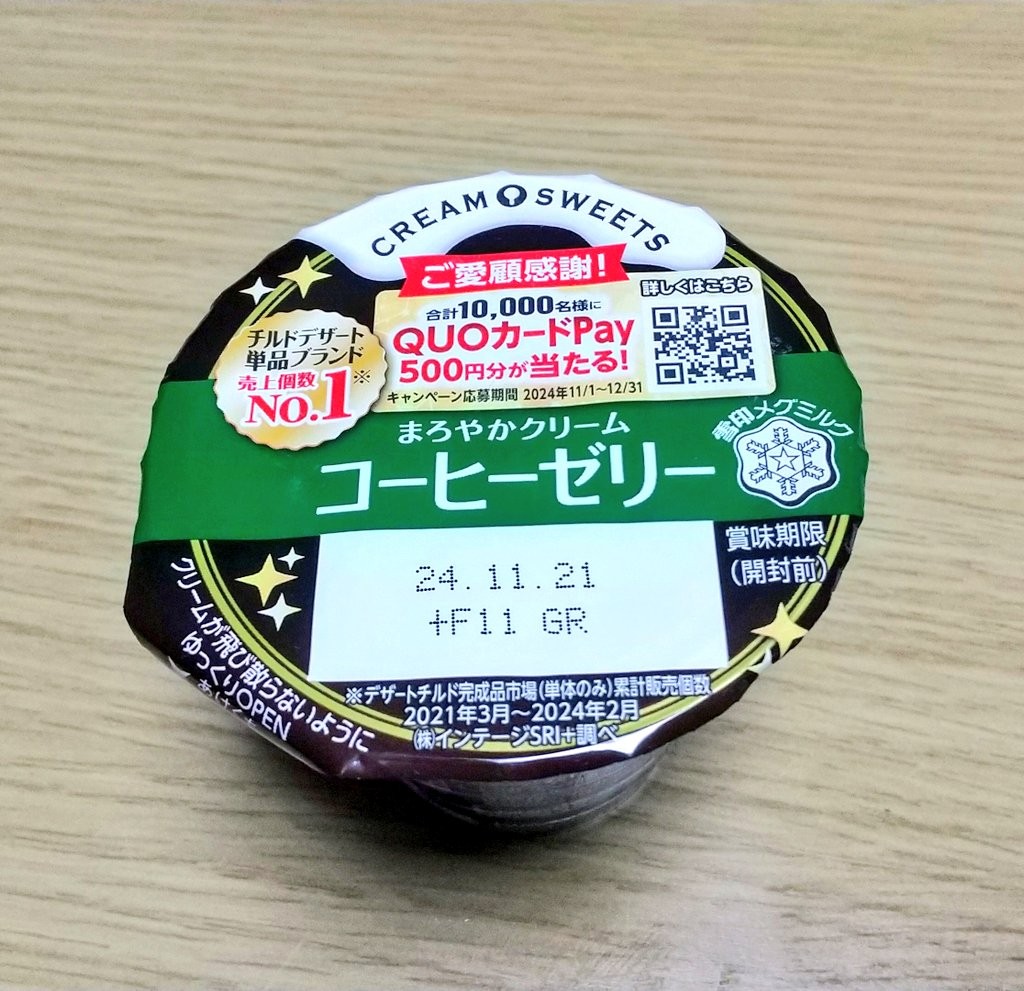 CREAM SWEETS
ご愛顧感謝!
合計10,000名様に
QUOカードPay
500円分が当たる!
キャンペーン応募期間 2024年11/1~12/31
詳しくはこちら
チルドデザート
単品ブランド
売上個数※
No.1
まろやかクリーム
コーヒーゼリー
雪印メグミルク
賞味期限
(開封前)
24.11.21
+F11 GR
クリームが飛び散らないように
ゆっくりOPEN
※デザートチルド完成品市場(単体のみ)累計販売個数
2021年3月~2024年2月
(株)インテージSRI+調べ